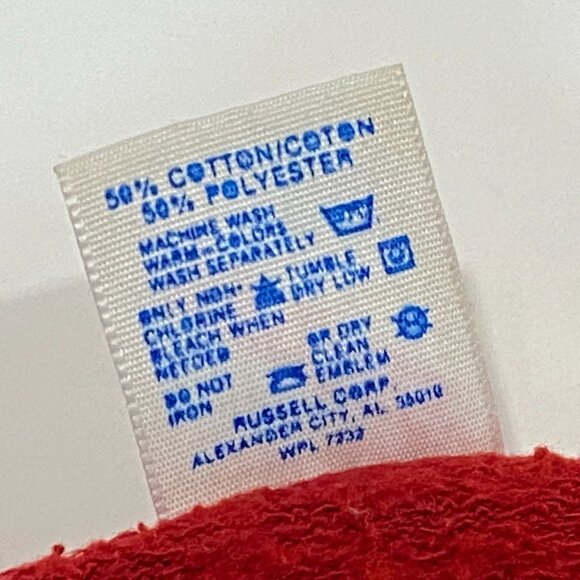 50% COTTON/COTON
50% POLYESTER
MACHINE WASH
WARM-COLORS
WASH SEPARATELY
ONLY NON-
CHLORINE
BLEACH WHEN
NEEDED
TUMBLE
DRY LOW
DO NOT
IRON
OR DRY
CLEAN
EMBLEM
RUSSELL CORP.
ALEXANDER CITY, AL 35010
WPL 7232